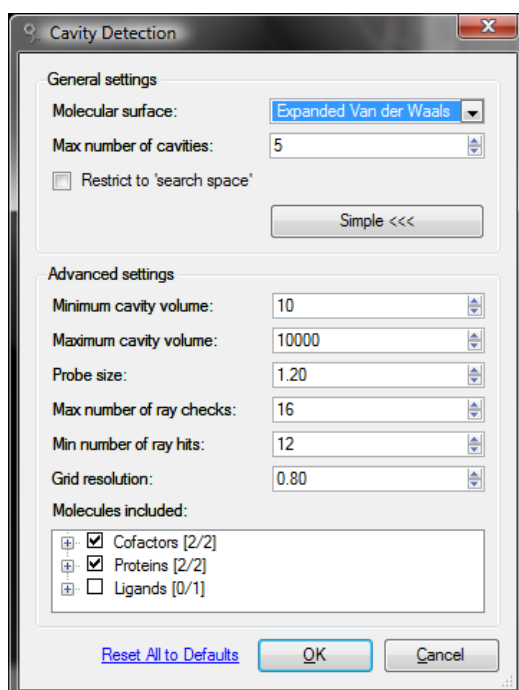 Cavity Detection
General settings
Molecular surface: Expanded Van der Waals
Max number of cavities: 5
Restrict to 'search space'
Simple <<<
Advanced settings
Minimum cavity volume: 10
Maximum cavity volume: 10000
Probe size: 1.20
Max number of ray checks: 16
Min number of ray hits: 12
Grid resolution: 0.80
Molecules included:
Cofactors [2/2]
Proteins [2/2]
Ligands [0/1]
Reset All to Defaults OK Cancel